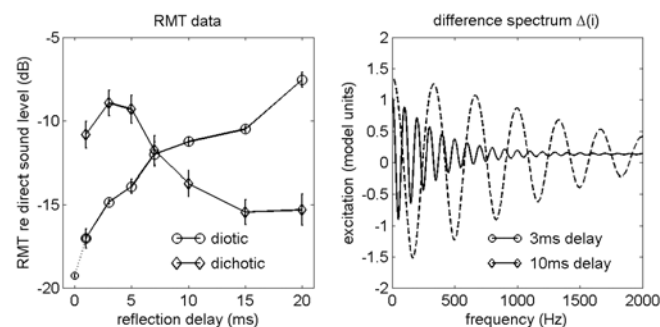 RMT data
RMT re direct sound level (dB)
-5
-10
-15
-20
0
5
10
15
20
reflection delay (ms)
diotic
dichotic
difference spectrum Δ(i)
excitation (model units)
2
1.5
1
0.5
0
-0.5
-1
-1.5
-2
0
500
1000
1500
2000
frequency (Hz)
3ms delay
10ms delay